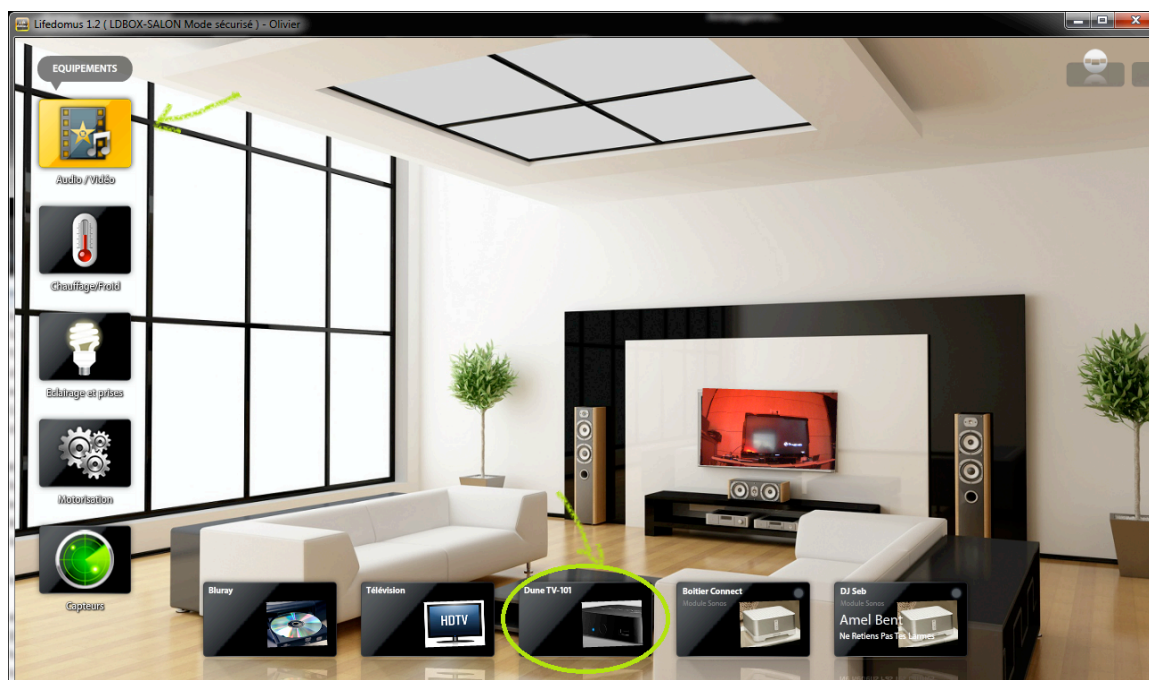 Lifedomus 1.2 ( LDBOX-SALON Mode sécurisé ) - Olivier
EQUIPEMENTS
Audio / Vidéo
Chauffage/Froid
Eclairage et prises
Motorisation
Capteurs
Bluray
Télévision
HDTV
Dune TV-101
Boitier Connect
Module Sonos
DJ Seb
Module Sonos
Amel Bent
Ne Retiens Pas Tes Larmes